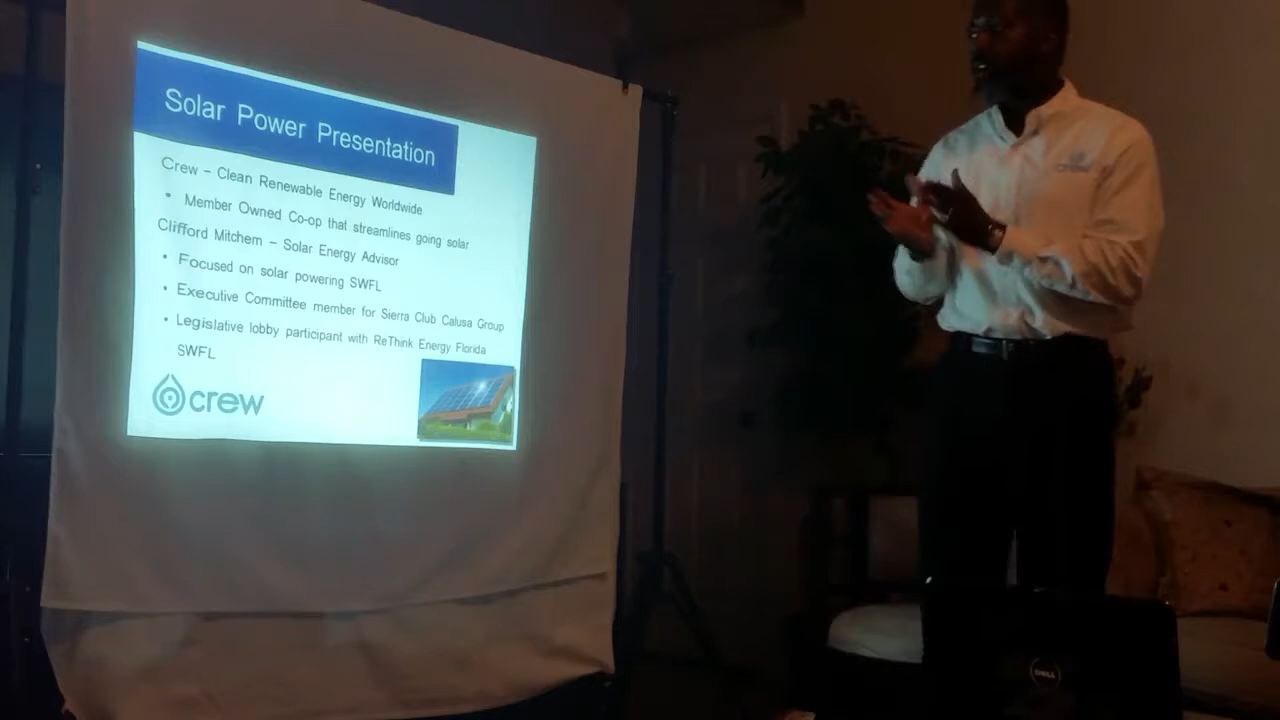 Solar Power Presentation
Crew – Clean Renewable Energy Worldwide
• Member Owned Co-op that streamlines going solar
Clifford Mitchem – Solar Energy Advisor
• Focused on solar powering SWFL
• Executive Committee member for Sierra Club Calusa Group
• Legislative lobby participant with ReThink Energy Florida
SWFL
crew
DELL